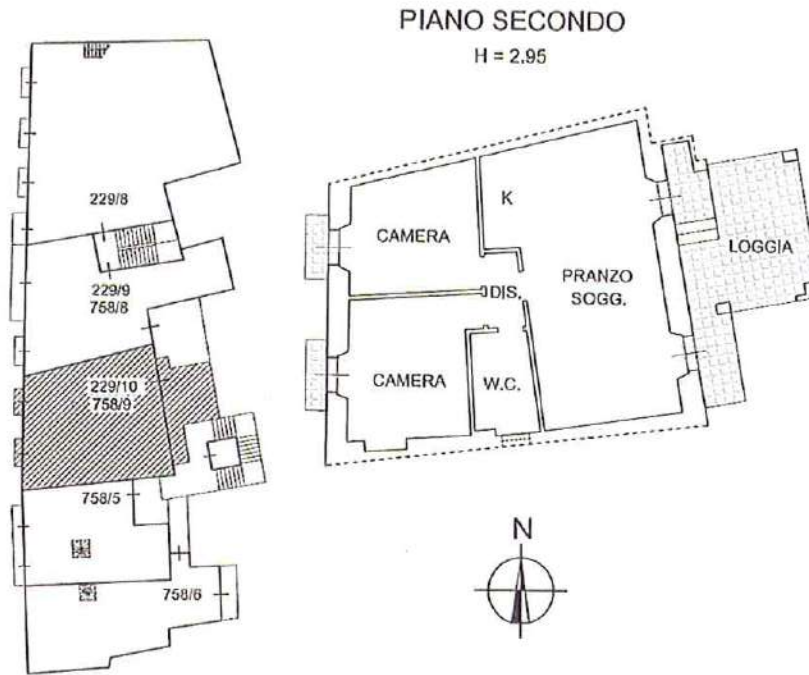 PIANO SECONDO
H = 2.95
229/8
229/9
758/8
229/10
758/9
758/5
758/6
CAMERA
K
PRANZO
SOGG.
LOGGIA
DIS.
CAMERA
W.C.
N